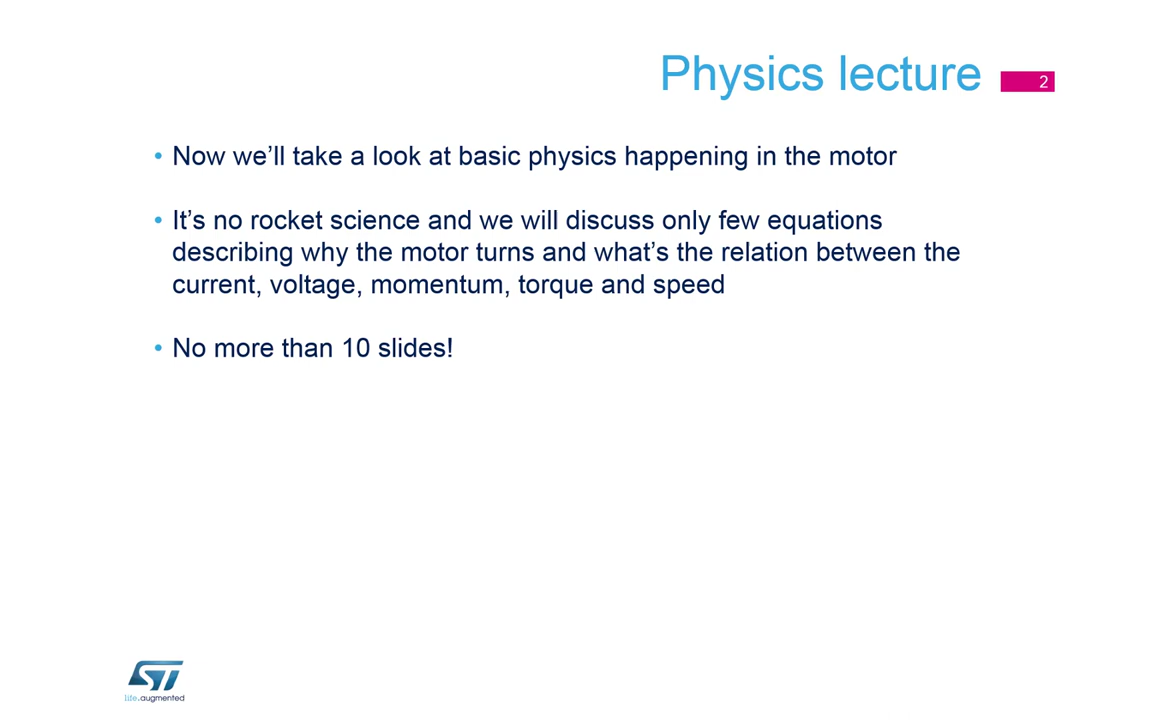 Physics lecture
2
• Now we’ll take a look at basic physics happening in the motor
• It’s no rocket science and we will discuss only few equations
describing why the motor turns and what’s the relation between the
current, voltage, momentum, torque and speed
• No more than 10 slides!
ST
life.augmented